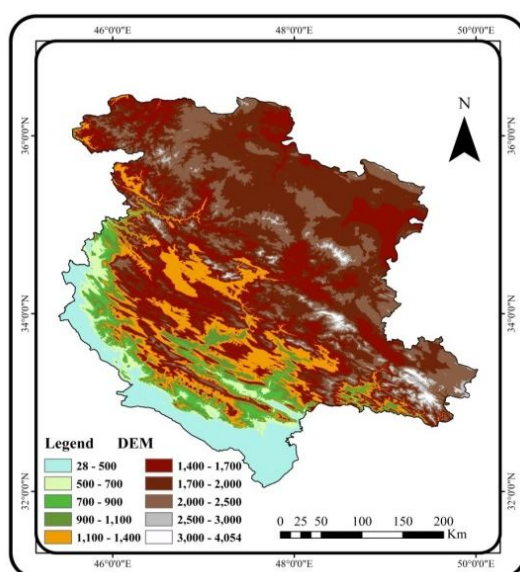 46°0'0"E 48°0'0"E 50°0'0"E
N
36°0'0"N 36°0'0"N
34°0'0"N 34°0'0"N
32°0'0"N 32°0'0"N
Legend DEM
28 - 500 1,400 - 1,700
500 - 700 1,700 - 2,000
700 - 900 2,000 - 2,500
900 - 1,100 2,500 - 3,000
1,100 - 1,400 3,000 - 4,054
0 25 50 100 150 200
Km
46°0'0"E 48°0'0"E 50°0'0"E